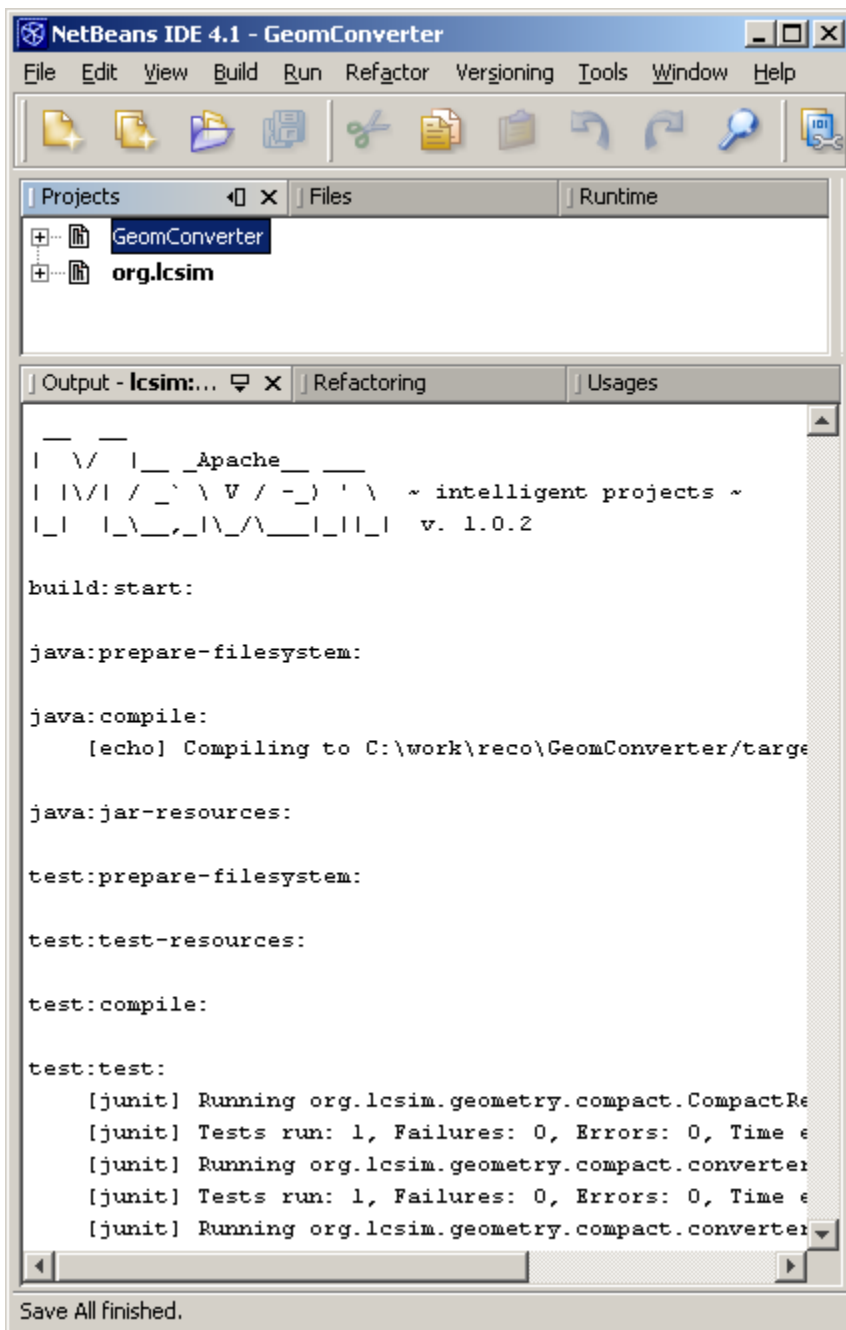 NetBeans IDE 4.1 - GeomConverter
File Edit View Build Run Refactor Versioning Tools Window Help
Projects Files Runtime
GeomConverter
org.lcsim
Output - lcsim:... Refactoring Usages
 __  __
|  \/  |__ _Apache__ ___
| |\/| / _` \ V / -_) ' \  ~ intelligent projects ~
|_|  |_\__,_|\_/\___|_||_|  v. 1.0.2
build:start:
java:prepare-filesystem:
java:compile:
[echo] Compiling to C:\work\reco\GeomConverter/targe
java:jar-resources:
test:prepare-filesystem:
test:test-resources:
test:compile:
test:test:
[junit] Running org.lcsim.geometry.compact.CompactRe
[junit] Tests run: 1, Failures: 0, Errors: 0, Time e
[junit] Running org.lcsim.geometry.compact.converter
[junit] Tests run: 1, Failures: 0, Errors: 0, Time e
[junit] Running org.lcsim.geometry.compact.converter
Save All finished.